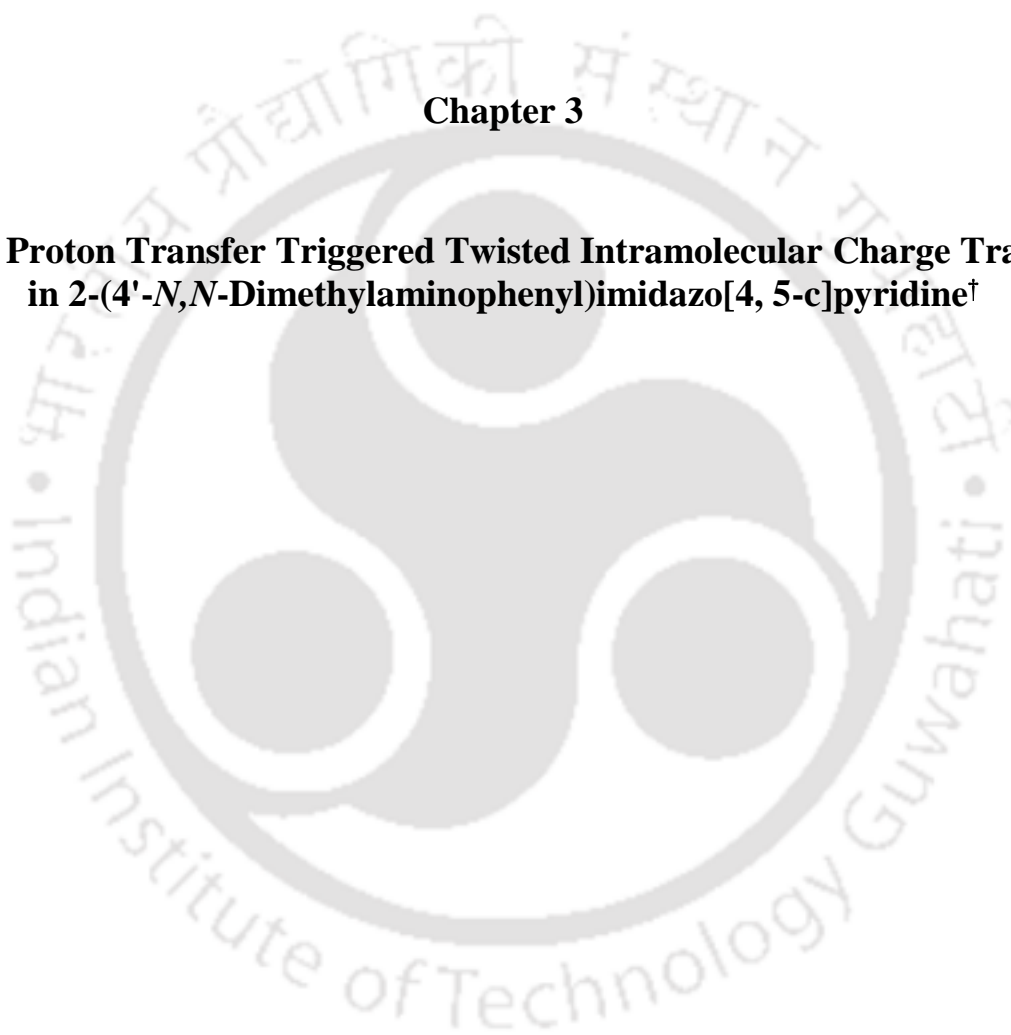 Chapter 3
Proton Transfer Triggered Twisted Intramolecular Charge Tra
in 2-(4'-N,N-Dimethylaminophenyl)imidazo[4, 5-c]pyridine†
भारतीय प्रौद्योगिकी संस्थान गुवाहाटी
• Indian Institute of Technology Guwahati •